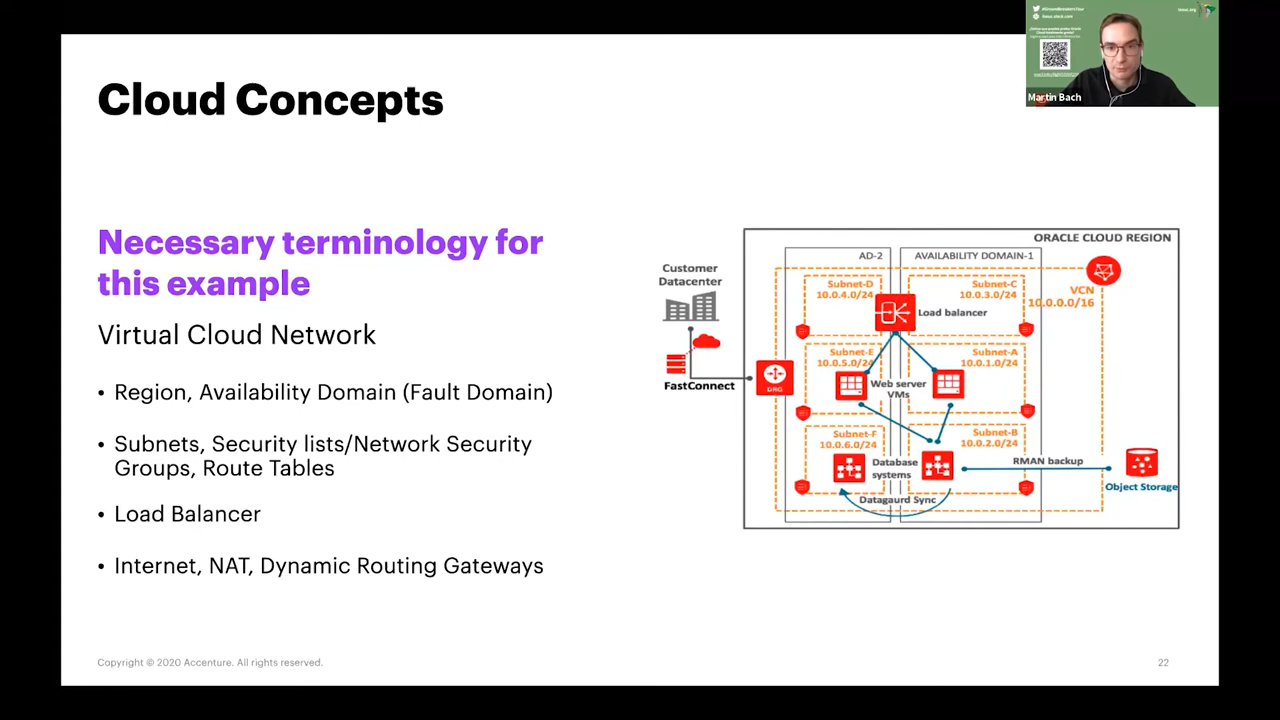 Cloud Concepts
Necessary terminology for
this example
Virtual Cloud Network
• Region, Availability Domain (Fault Domain)
• Subnets, Security lists/Network Security
Groups, Route Tables
• Load Balancer
• Internet, NAT, Dynamic Routing Gateways
ORACLE CLOUD REGION
AD-2
AVAILABILITY DOMAIN-1
Customer
Datacenter
FastConnect
DRG
VCN
10.0.0.0/16
Subnet-D
10.0.4.0/24
Subnet-C
10.0.3.0/24
Load balancer
Subnet-E
10.0.5.0/24
Subnet-A
10.0.1.0/24
Web server
VMs
Subnet-F
10.0.6.0/24
Subnet-B
10.0.2.0/24
Database
systems
RMAN backup
Object Storage
Datagaurd Sync
Copyright © 2020 Accenture. All rights reserved.
22
Martin Bach